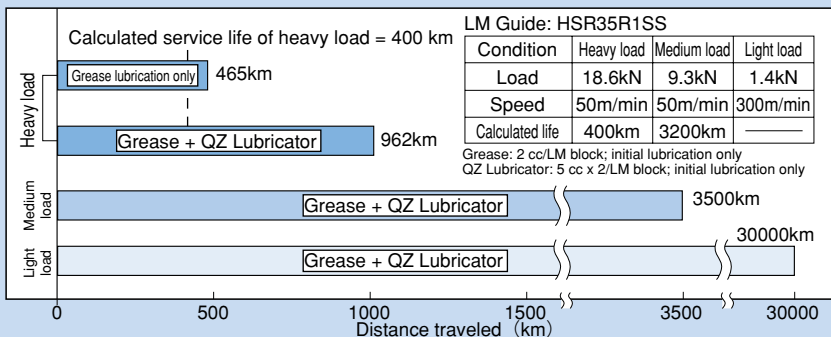 Calculated service life of heavy load = 400 km
LM Guide: HSR35R1SS
Condition Heavy load Medium load Light load
Load 18.6kN 9.3kN 1.4kN
Speed 50m/min 50m/min 300m/min
Calculated life 400km 3200km ———
Grease: 2 cc/LM block; initial lubrication only
QZ Lubricator: 5 cc x 2/LM block; initial lubrication only
Heavy load
Grease lubrication only 465km
Grease + QZ Lubricator 962km
Medium
load
Grease + QZ Lubricator 3500km
Light
load
Grease + QZ Lubricator 30000km
0 500 1000 1500 3500 30000
Distance traveled (km)